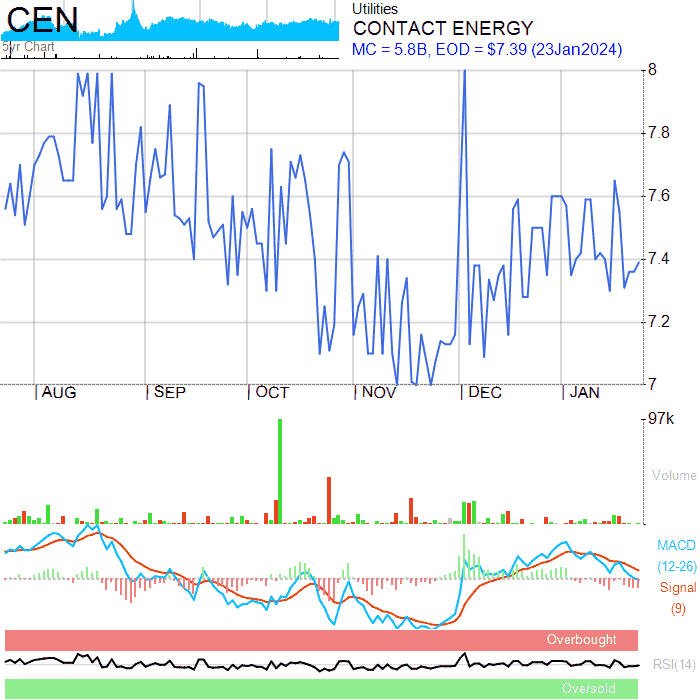 CEN
5yr Chart
Utilities
CONTACT ENERGY
MC = 5.8B, EOD = $7.39 (23Jan2024)
8
7.8
7.6
7.4
7.2
7
AUG
SEP
OCT
NOV
DEC
JAN
97k
Volume
MACD
(12-26)
Signal
(9)
Overbought
RSI(14)
Oversold